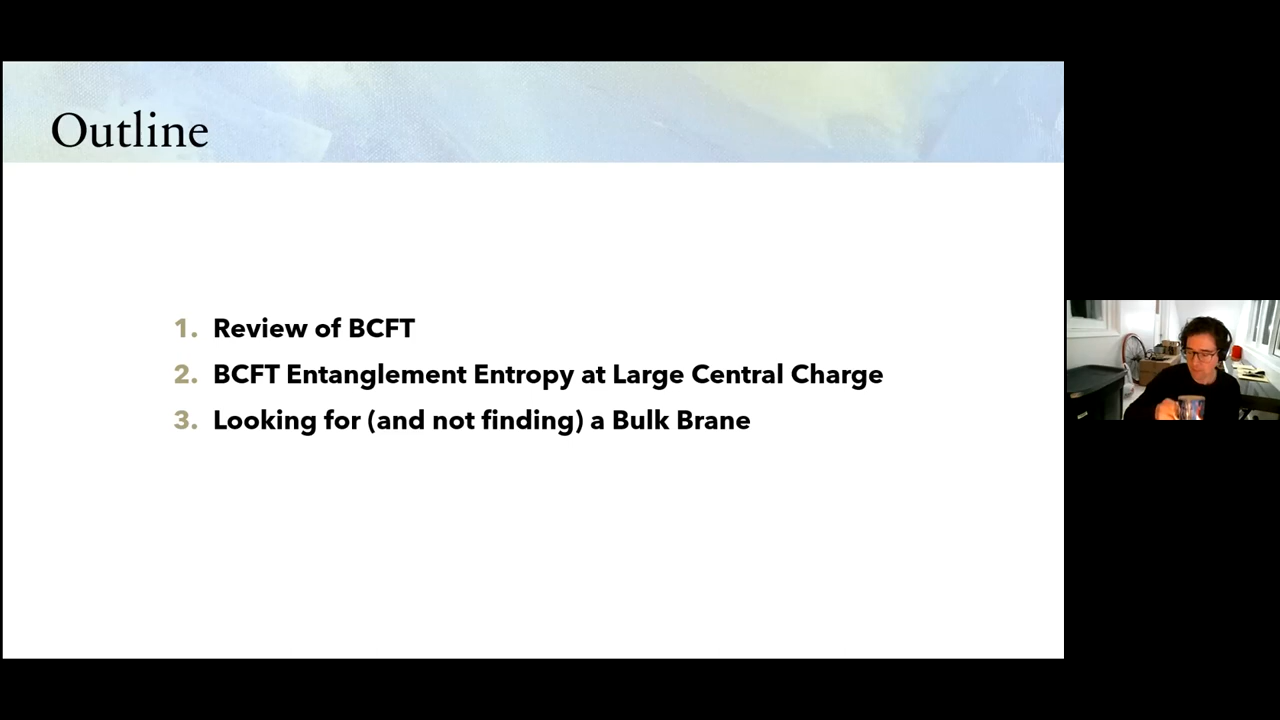 Outline
1. Review of BCFT
2. BCFT Entanglement Entropy at Large Central Charge
3. Looking for (and not finding) a Bulk Brane